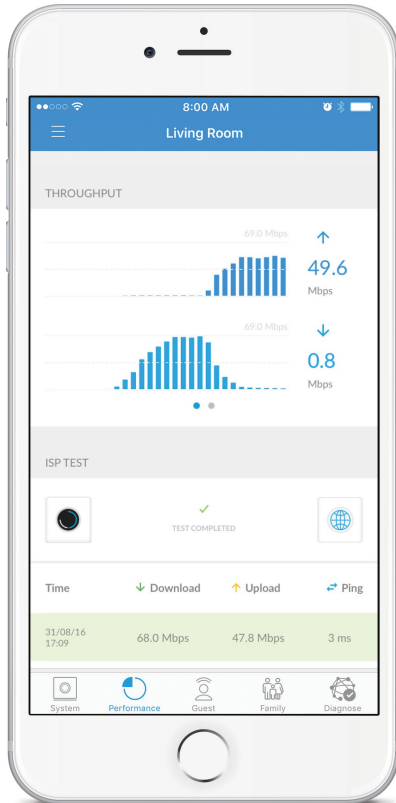 8:00 AM
Living Room
THROUGHPUT
69.0 Mbps
49.6
Mbps
69.0 Mbps
0.8
Mbps
ISP TEST
TEST COMPLETED
Time Download Upload Ping
31/08/16
17:09
68.0 Mbps 47.8 Mbps 3 ms
System Performance Guest Family Diagnose